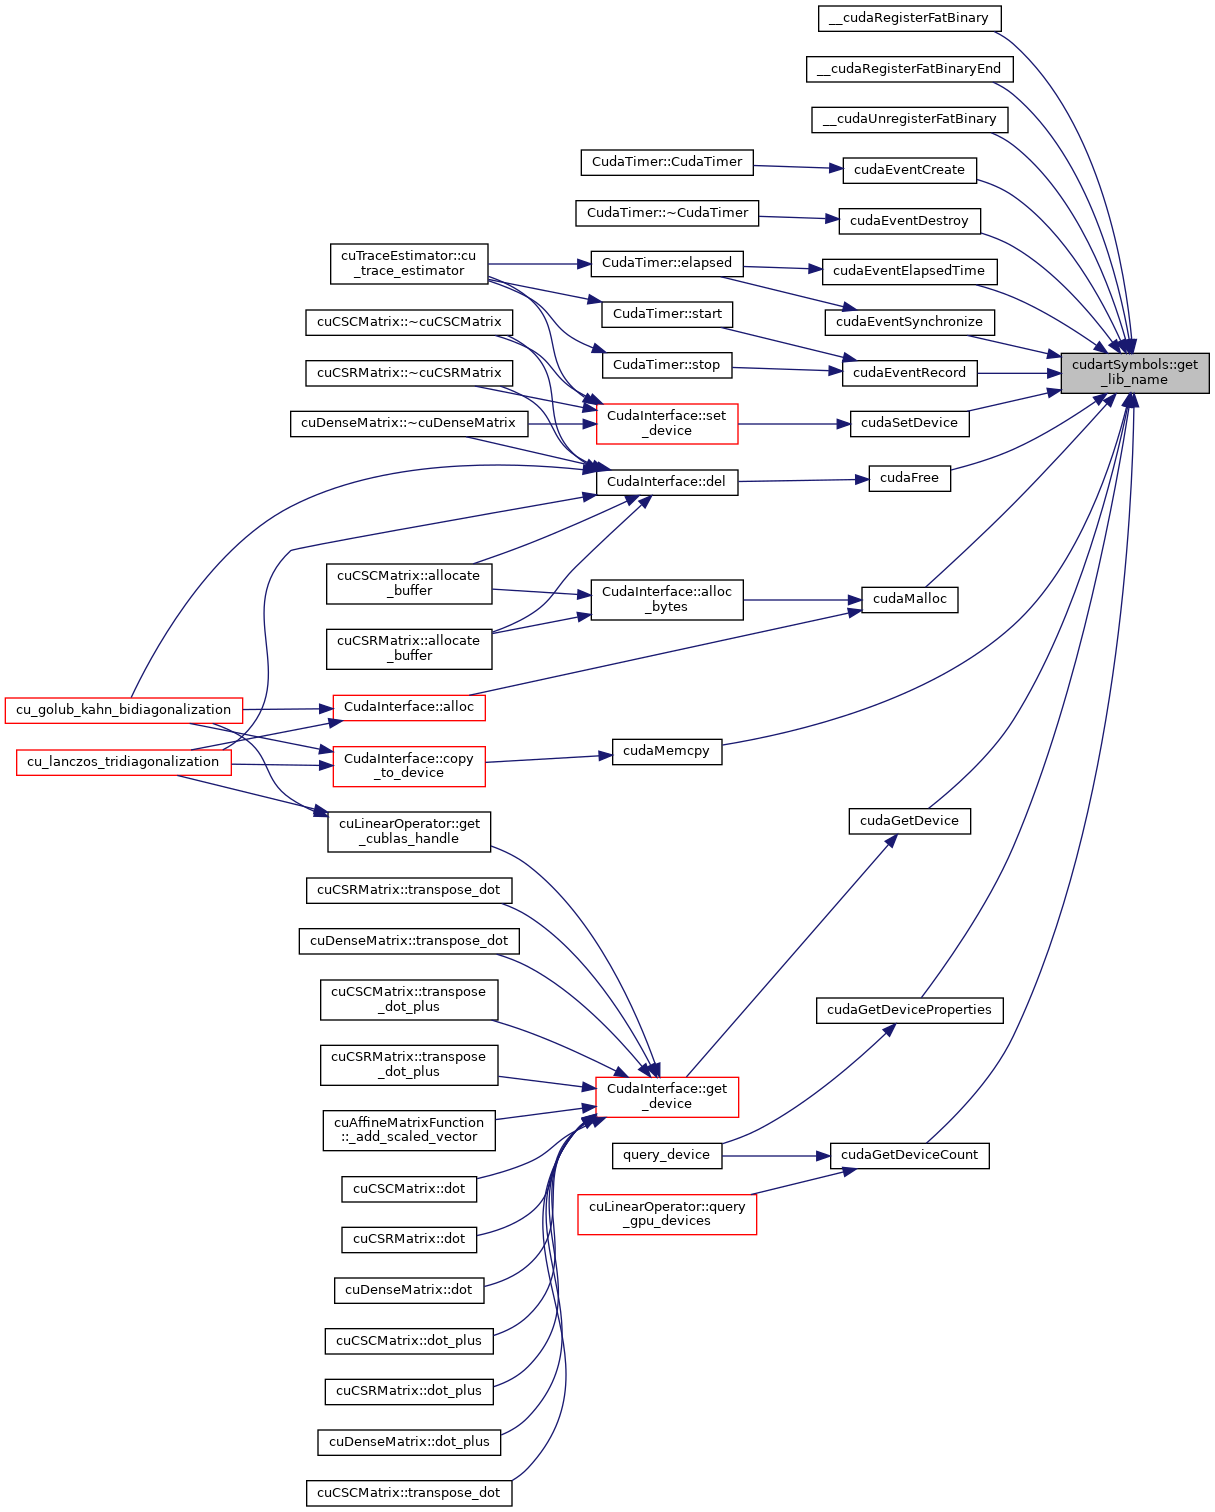 __cudaRegisterFatBinary
__cudaRegisterFatBinaryEnd
__cudaUnregisterFatBinary
CudaTimer::CudaTimer
cudaEventCreate
CudaTimer::~CudaTimer
cudaEventDestroy
cuTraceEstimator::cu
_trace_estimator
CudaTimer::elapsed
cudaEventElapsedTime
CudaTimer::start
cuCSCMatrix::~cuCSCMatrix
cudaEventSynchronize
cudartSymbols::get
_lib_name
CudaTimer::stop
cuCSRMatrix::~cuCSRMatrix
cudaEventRecord
CudaInterface::set
_device
cuDenseMatrix::~cuDenseMatrix
cudaSetDevice
CudaInterface::del
cudaFree
cuCSCMatrix::allocate
_buffer
CudaInterface::alloc
_bytes
cudaMalloc
cuCSRMatrix::allocate
_buffer
cu_golub_kahn_bidiagonalization
CudaInterface::alloc
cu_lanczos_tridiagonalization
CudaInterface::copy
_to_device
cudaMemcpy
cuLinearOperator::get
_cublas_handle
cudaGetDevice
cuCSRMatrix::transpose_dot
cuDenseMatrix::transpose_dot
cuCSCMatrix::transpose
_dot_plus
cudaGetDeviceProperties
cuCSRMatrix::transpose
_dot_plus
CudaInterface::get
_device
cuAffineMatrixFunction
::_add_scaled_vector
query_device
cudaGetDeviceCount
cuCSCMatrix::dot
cuLinearOperator::query
_gpu_devices
cuCSRMatrix::dot
cuDenseMatrix::dot
cuCSCMatrix::dot_plus
cuCSRMatrix::dot_plus
cuDenseMatrix::dot_plus
cuCSCMatrix::transpose_dot